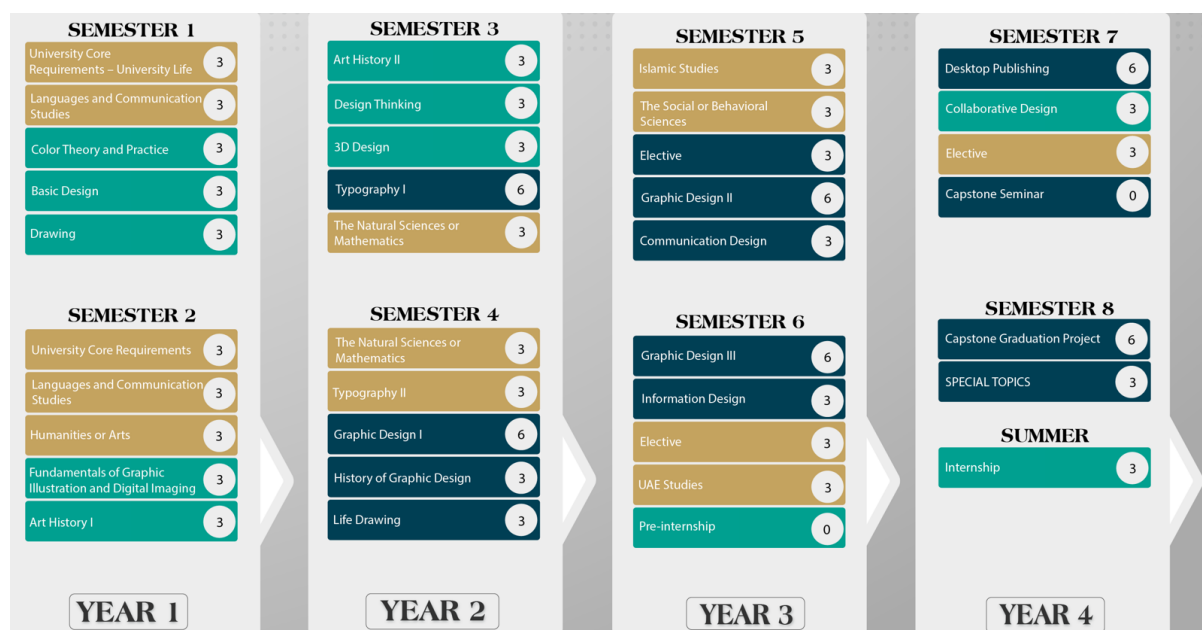 SEMESTER 1
University Core
Requirements – University Life
3
Languages and Communication
Studies
3
Color Theory and Practice
3
Basic Design
3
Drawing
3
SEMESTER 2
University Core Requirements
3
Languages and Communication
Studies
3
Humanities or Arts
3
Fundamentals of Graphic
Illustration and Digital Imaging
3
Art History I
3
YEAR 1
SEMESTER 3
Art History II
3
Design Thinking
3
3D Design
3
Typography I
6
The Natural Sciences or
Mathematics
3
SEMESTER 4
The Natural Sciences or
Mathematics
3
Typography II
3
Graphic Design I
6
History of Graphic Design
3
Life Drawing
3
YEAR 2
SEMESTER 5
Islamic Studies
3
The Social or Behavioral
Sciences
3
Elective
3
Graphic Design II
6
Communication Design
3
SEMESTER 6
Graphic Design III
6
Information Design
3
Elective
3
UAE Studies
3
Pre-internship
0
YEAR 3
SEMESTER 7
Desktop Publishing
6
Collaborative Design
3
Elective
3
Capstone Seminar
0
SEMESTER 8
Capstone Graduation Project
6
SPECIAL TOPICS
3
SUMMER
Internship
3
YEAR 4